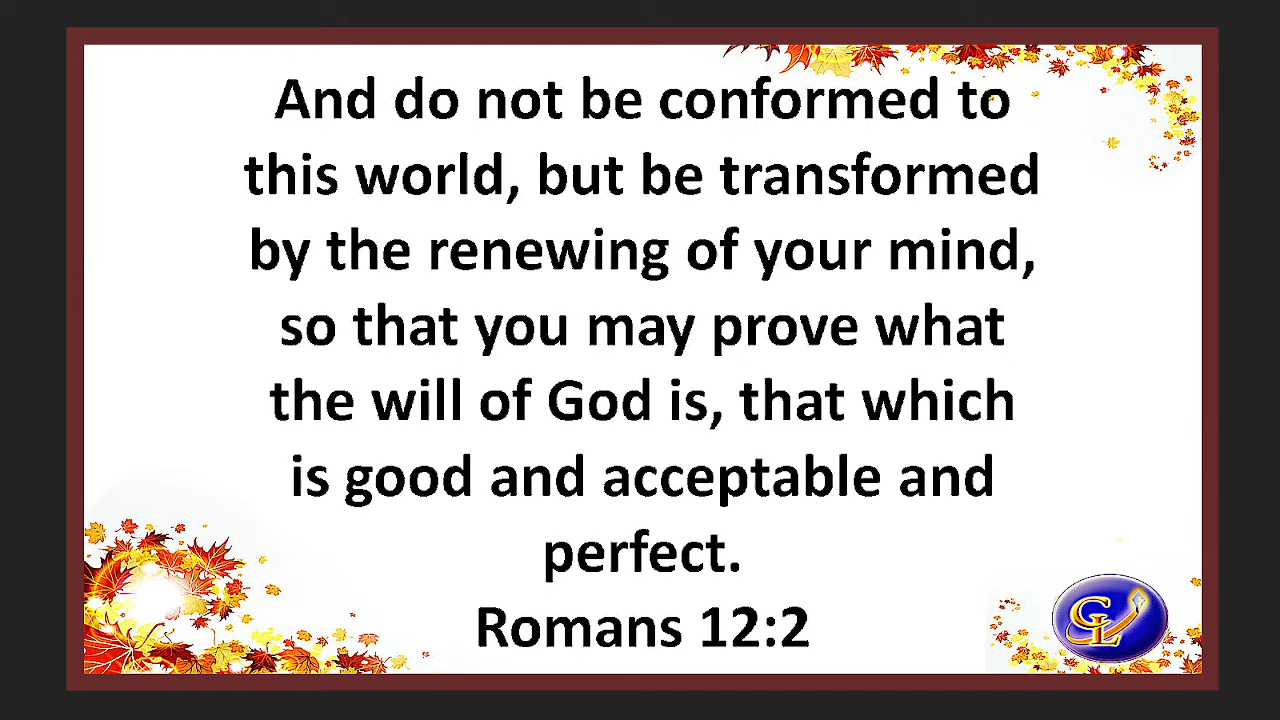 And do not be conformed to
this world, but be transformed
by the renewing of your mind,
so that you may prove what
the will of God is, that which
is good and acceptable and
perfect.
Romans 12:2
GL